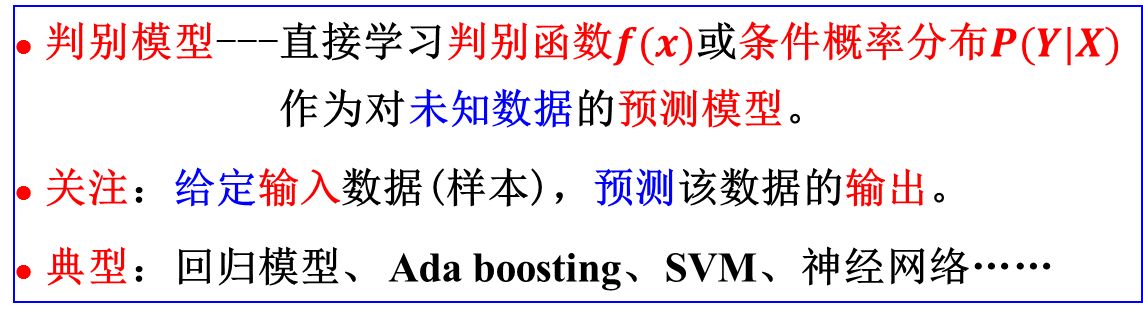 • 判别模型---直接学习判别函数f(x)或条件概率分布P(Y|X)
作为对未知数据的预测模型。
• 关注：给定输入数据(样本)，预测该数据的输出。
• 典型：回归模型、Ada boosting、SVM、神经网络……